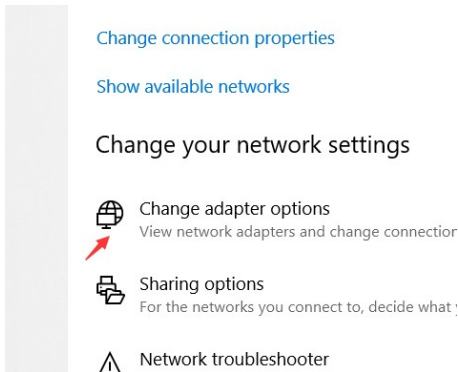 Change connection properties
Show available networks
Change your network settings
Change adapter options
View network adapters and change connection
Sharing options
For the networks you connect to, decide what
Network troubleshooter